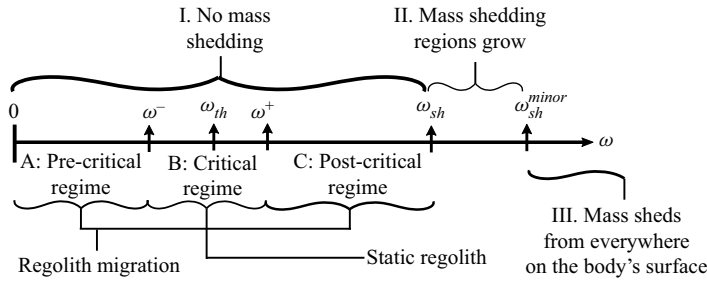 I. No mass
shedding
II. Mass shedding
regions grow
0
ω⁻
ω_th
ω⁺
ω_sh
ω_sh^minor
ω
A: Pre-critical
regime
B: Critical
regime
C: Post-critical
regime
III. Mass sheds
from everywhere
on the body's surface
Regolith migration
Static regolith